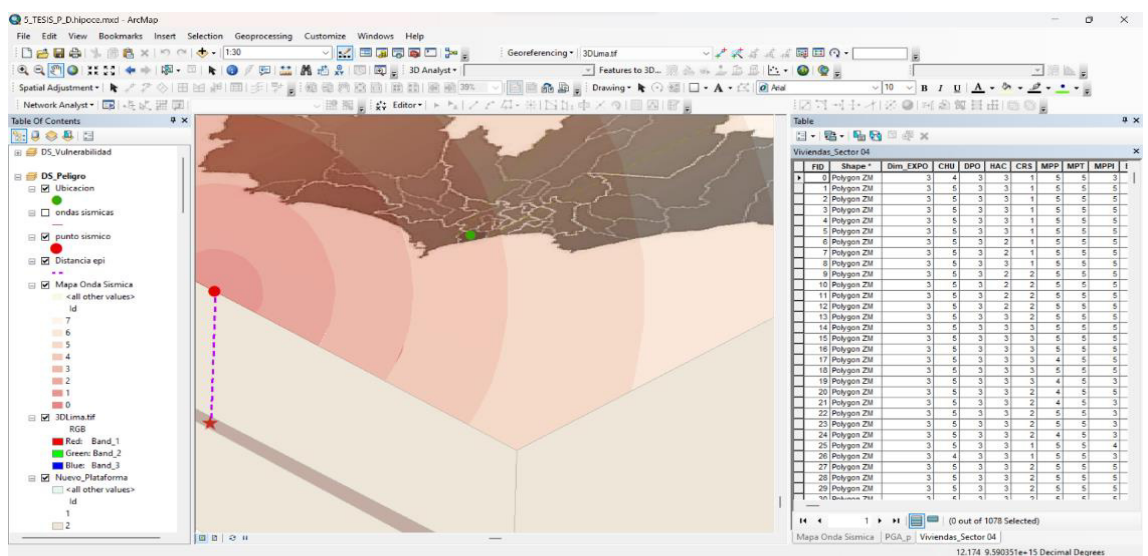 5_TESIS_P_D.hipoce.mxd - ArcMap
File Edit View Bookmarks Insert Selection Geoprocessing Customize Windows Help
1:30
Georeferencing 3DLima.tif
3D Analyst
Features to 3D...
Spatial Adjustment
39%
Drawing
A
Arial
10
B I U A
Network Analyst
Editor
Table Of Contents
DS_Vulnerabilidad
DS_Peligro
Ubicacion
ondas sismicas
punto sismico
Distancia epi
Mapa Onda Sismica
<all other values>
Id
7
6
5
4
3
2
1
0
3DLima.tif
RGB
Red: Band_1
Green: Band_2
Blue: Band_3
Nuevo_Plataforma
<all other values>
Id
1
2
Table
Viviendas_Sector 04
FID Shape * Dim_EXPO CHU DPO HAC CRS MPP MPT MPPI
0 Polygon ZM 3 4 3 3 1 5 5 3
1 Polygon ZM 3 5 3 3 1 5 5 5
2 Polygon ZM 3 5 3 3 1 5 5 5
3 Polygon ZM 3 5 3 3 1 5 5 5
4 Polygon ZM 3 5 3 3 1 5 5 5
5 Polygon ZM 3 5 3 3 1 5 5 5
6 Polygon ZM 3 5 3 2 1 5 5 5
7 Polygon ZM 3 5 3 2 1 5 5 5
8 Polygon ZM 3 5 3 3 1 5 5 5
9 Polygon ZM 3 5 3 2 2 5 5 5
10 Polygon ZM 3 5 3 2 2 5 5 5
11 Polygon ZM 3 5 3 2 2 5 5 5
12 Polygon ZM 3 5 3 2 2 5 5 5
13 Polygon ZM 3 5 3 3 2 5 5 5
14 Polygon ZM 3 5 3 3 3 5 5 5
15 Polygon ZM 3 5 3 3 3 5 5 5
16 Polygon ZM 3 5 3 3 3 5 5 5
17 Polygon ZM 3 5 3 3 3 4 5 5
18 Polygon ZM 3 5 3 3 3 5 5 5
19 Polygon ZM 3 5 3 3 3 4 5 3
20 Polygon ZM 3 5 3 3 2 4 5 5
21 Polygon ZM 3 5 3 3 2 4 5 3
22 Polygon ZM 3 5 3 3 2 5 5 3
23 Polygon ZM 3 5 3 3 2 5 5 3
24 Polygon ZM 3 5 3 3 2 4 5 3
25 Polygon ZM 3 5 3 3 1 5 5 4
26 Polygon ZM 3 4 3 3 1 5 5 3
27 Polygon ZM 3 5 3 3 2 5 5 5
28 Polygon ZM 3 5 3 3 2 5 5 5
29 Polygon ZM 3 5 3 3 2 5 5 5
1 (0 out of 1078 Selected)
Mapa Onda Sismica PGA_p Viviendas_Sector 04
12.174 9.590351e+15 Decimal Degrees